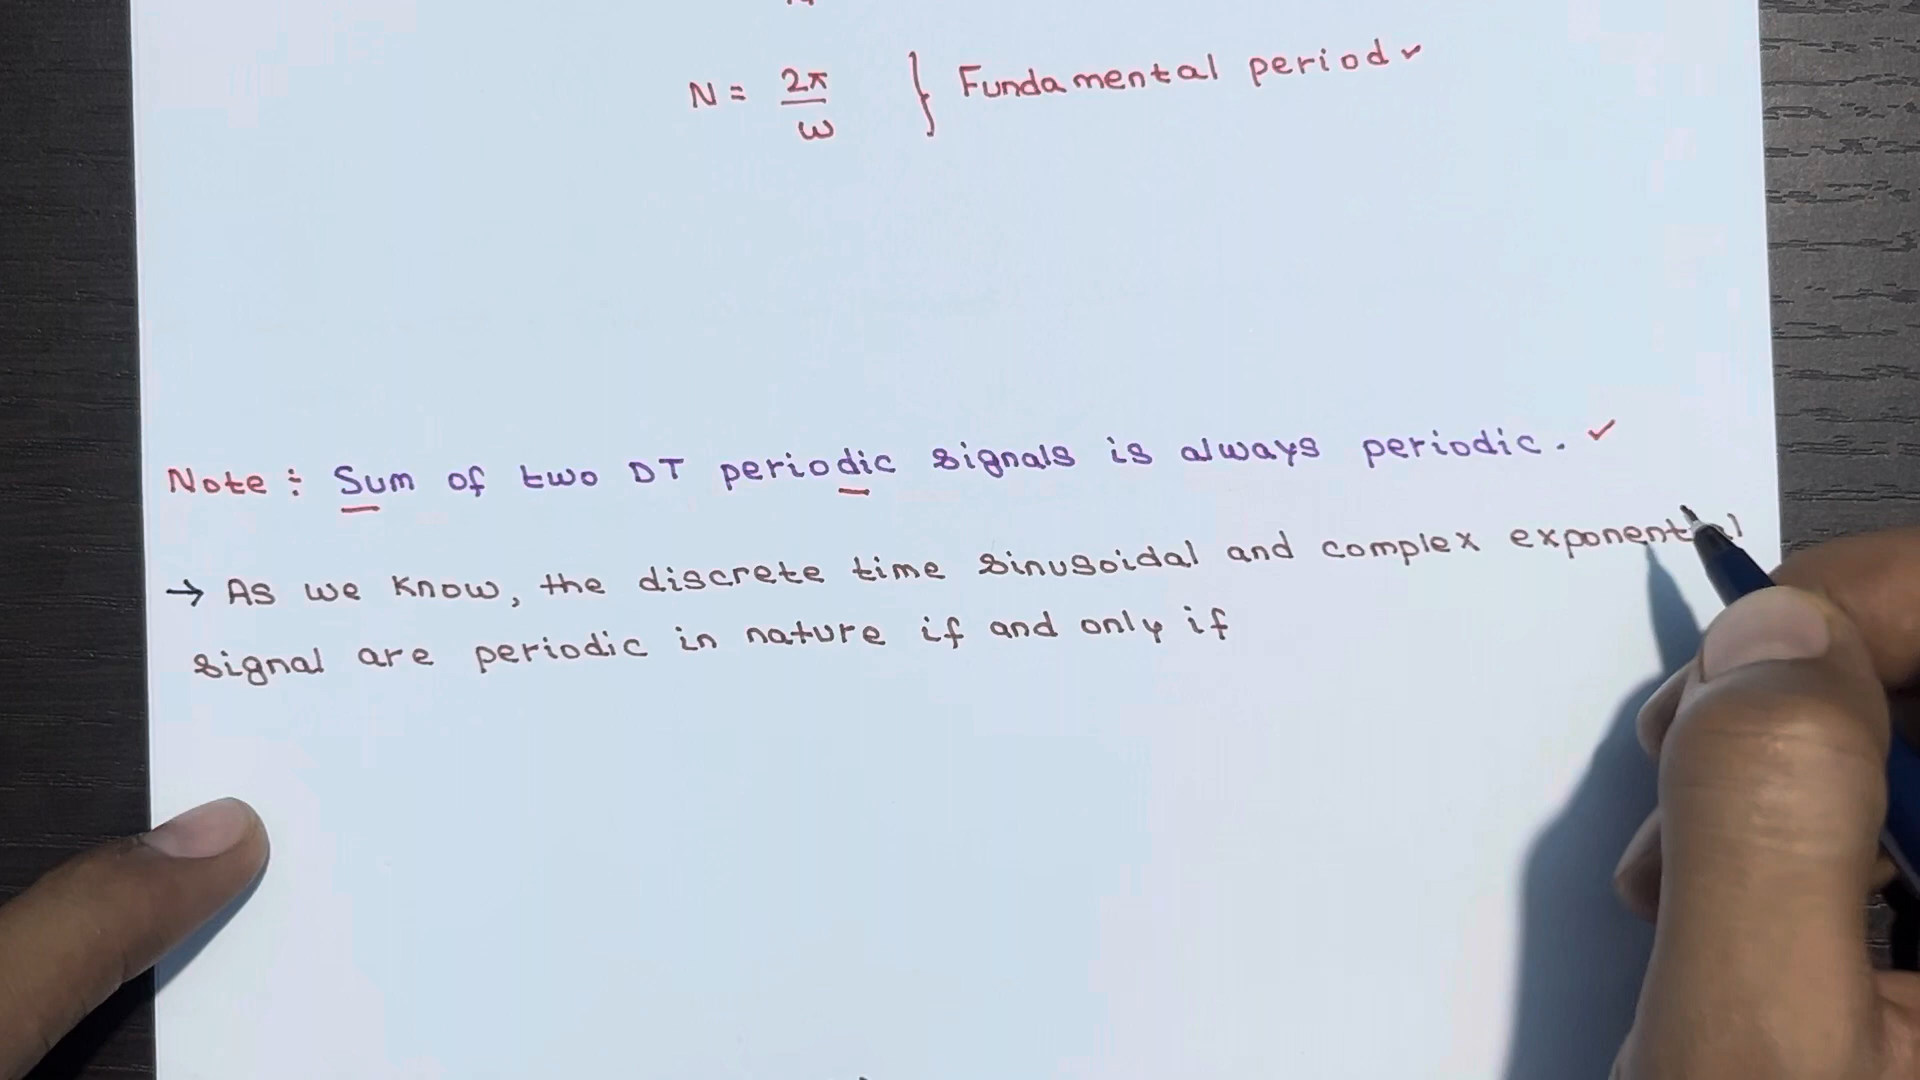 N = 2π/ω } Fundamental period ✓
Note : Sum of two DT periodic signals is always periodic. ✓
→ As we know, the discrete time sinusoidal and complex exponential
signal are periodic in nature if and only if